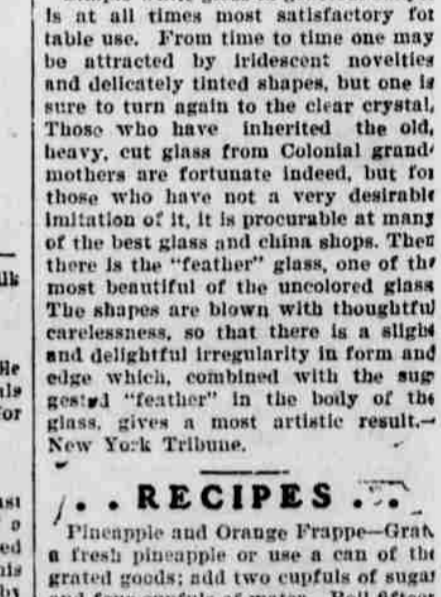 is at all times most satisfactory for
table use. From time to time one may
be attracted by iridescent novelties
and delicately tinted shapes, but one is
sure to turn again to the clear crystal.
Those who have inherited the old,
heavy, cut glass from Colonial grand-
mothers are fortunate indeed, but for
those who have not a very desirable
imitation of it, it is procurable at many
of the best glass and china shops. Then
there is the "feather" glass, one of the
most beautiful of the uncolored glass
The shapes are blown with thoughtful
carelessness, so that there is a slight
and delightful irregularity in form and
edge which, combined with the sug-
gested "feather" in the body of the
glass, gives a most artistic result.—
New York Tribune.
. . RECIPES . . .
Pineapple and Orange Frappe—Grate
a fresh pineapple or use a can of the
grated goods; add two cupfuls of sugar